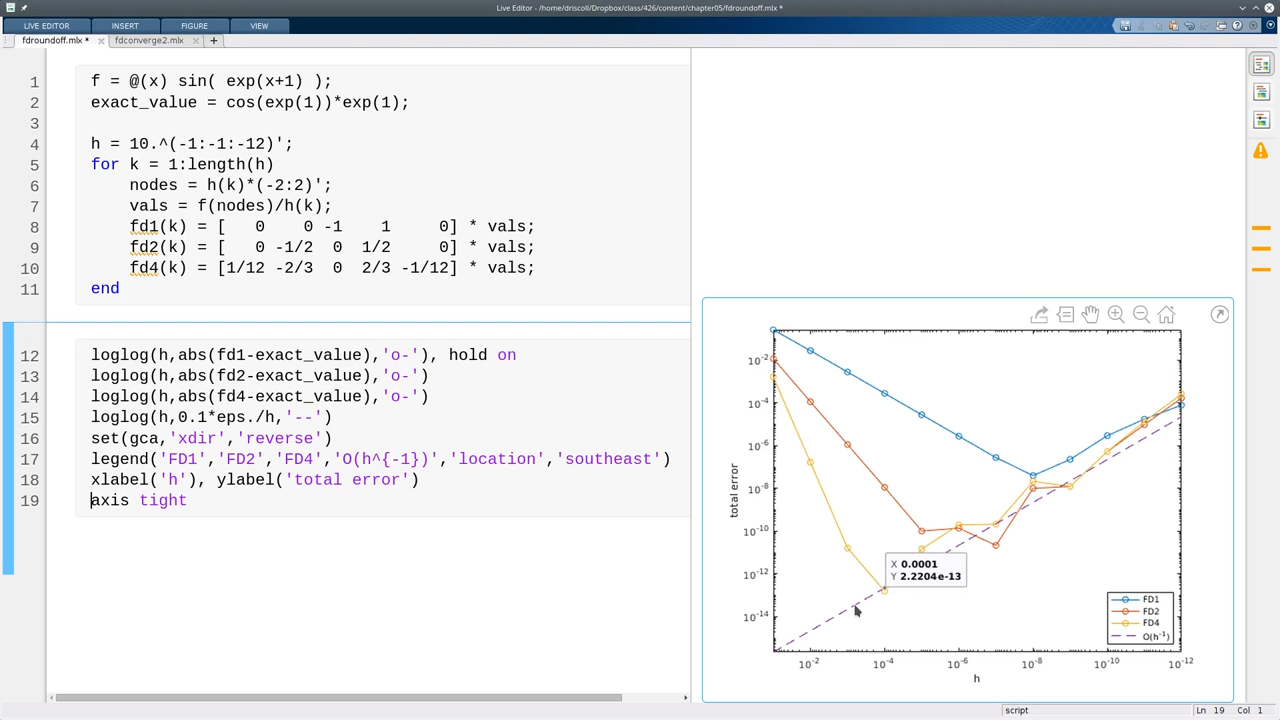 Live Editor - /home/driscoll/Dropbox/class/426/content/chapter05/fdroundoff.mlx *
LIVE EDITOR INSERT FIGURE VIEW
fdroundoff.mlx * × fdconverge2.mlx × +
1 f = @(x) sin( exp(x+1) );
2 exact_value = cos(exp(1))*exp(1);
3
4 h = 10.^(-1:-1:-12)';
5 for k = 1:length(h)
6 nodes = h(k)*(-2:2)';
7 vals = f(nodes)/h(k);
8 fd1(k) = [ 0 0 -1 1 0] * vals;
9 fd2(k) = [ 0 -1/2 0 1/2 0] * vals;
10 fd4(k) = [1/12 -2/3 0 2/3 -1/12] * vals;
11 end
12 loglog(h,abs(fd1-exact_value),'o-'), hold on
13 loglog(h,abs(fd2-exact_value),'o-')
14 loglog(h,abs(fd4-exact_value),'o-')
15 loglog(h,0.1*eps./h,'--')
16 set(gca,'xdir','reverse')
17 legend('FD1','FD2','FD4','O(h^{-1})','location','southeast')
18 xlabel('h'), ylabel('total error')
19 axis tight
10^-2
10^-4
10^-6
10^-8
10^-10
10^-12
10^-14
total error
X 0.0001
Y 2.2204e-13
FD1
FD2
FD4
O(h^-1)
10^-2 10^-4 10^-6 10^-8 10^-10 10^-12
h
script Ln 19 Col 1